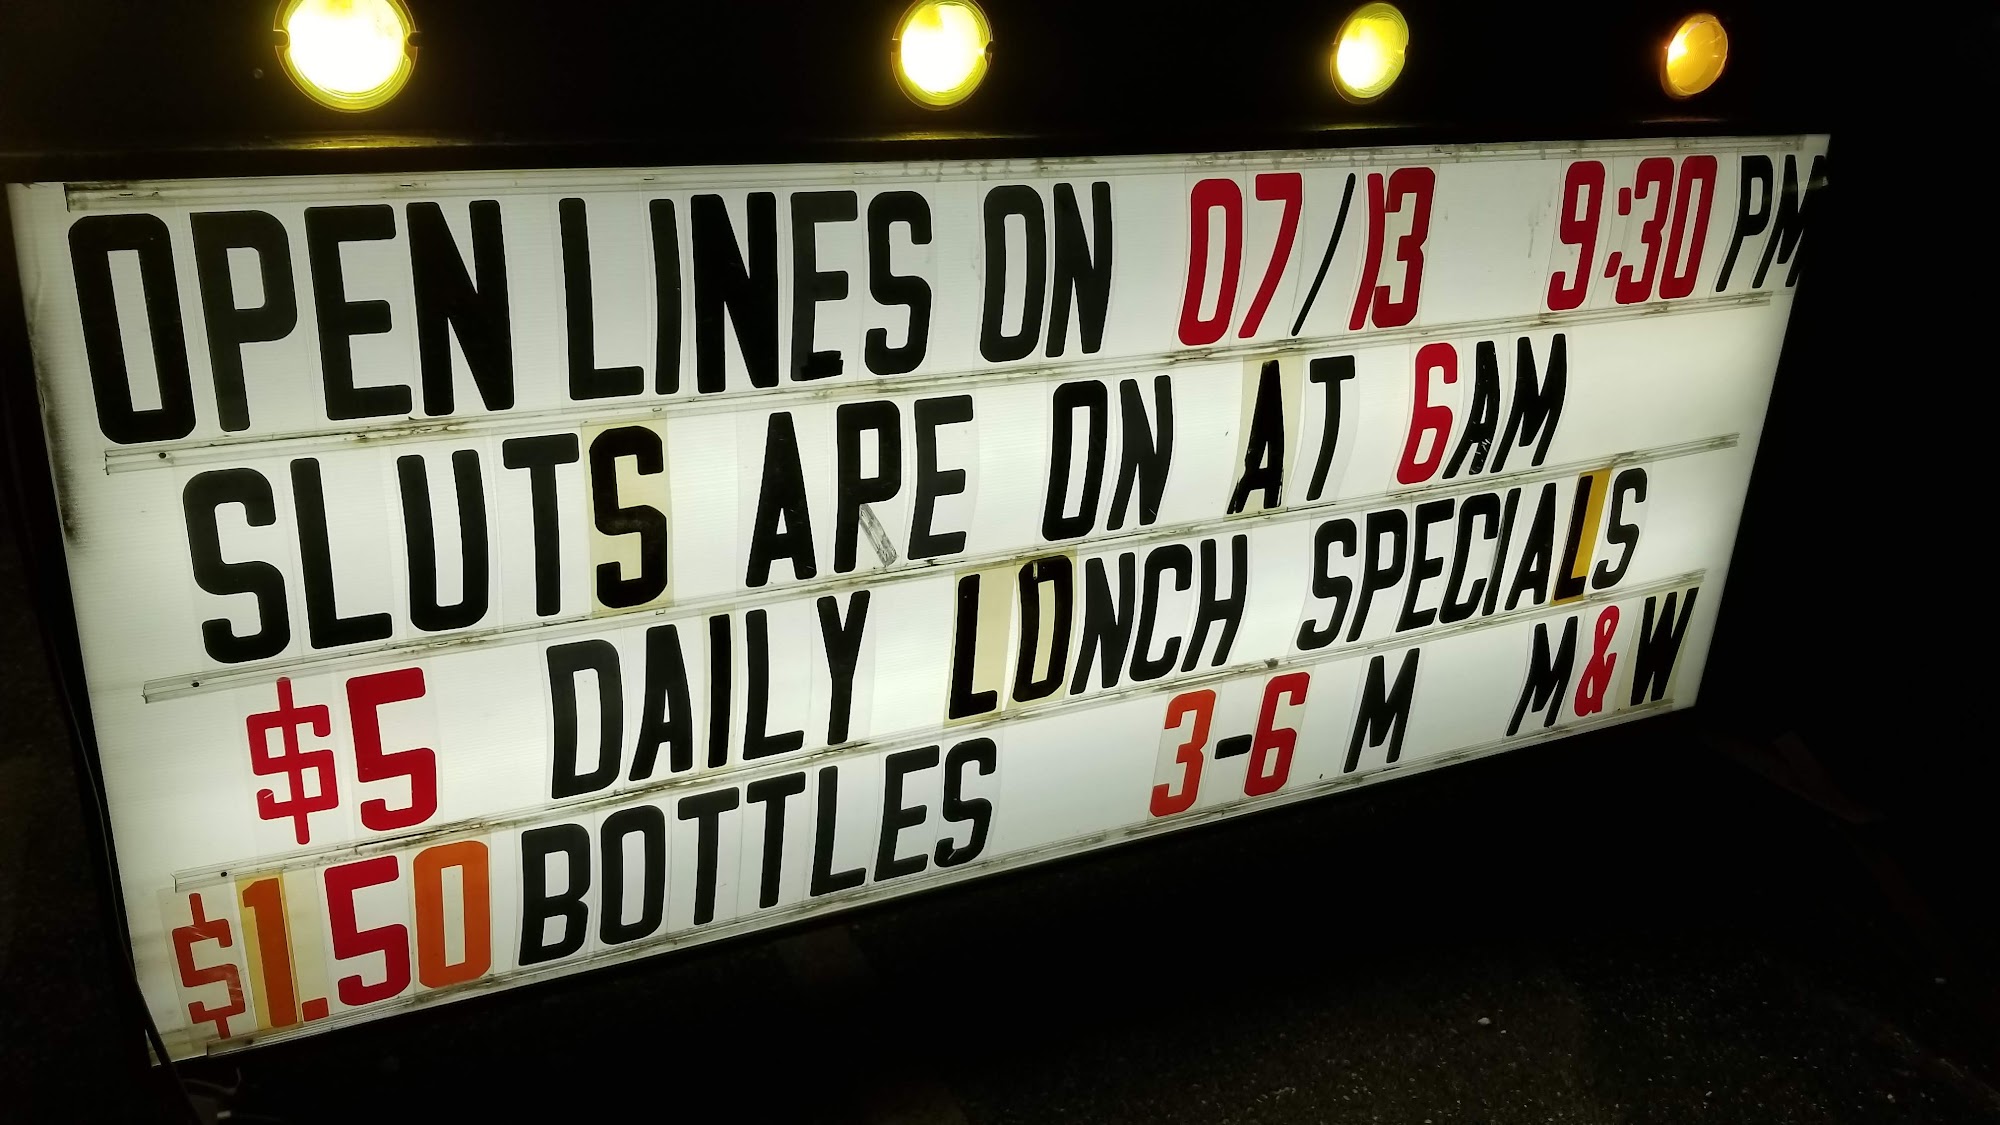 OPEN LINES ON 07/13 9:30 PM
SLUTS ARE ON AT 6AM
$5 DAILY LONCH SPECIALS
$1.50 BOTTLES 3-6 M M&W